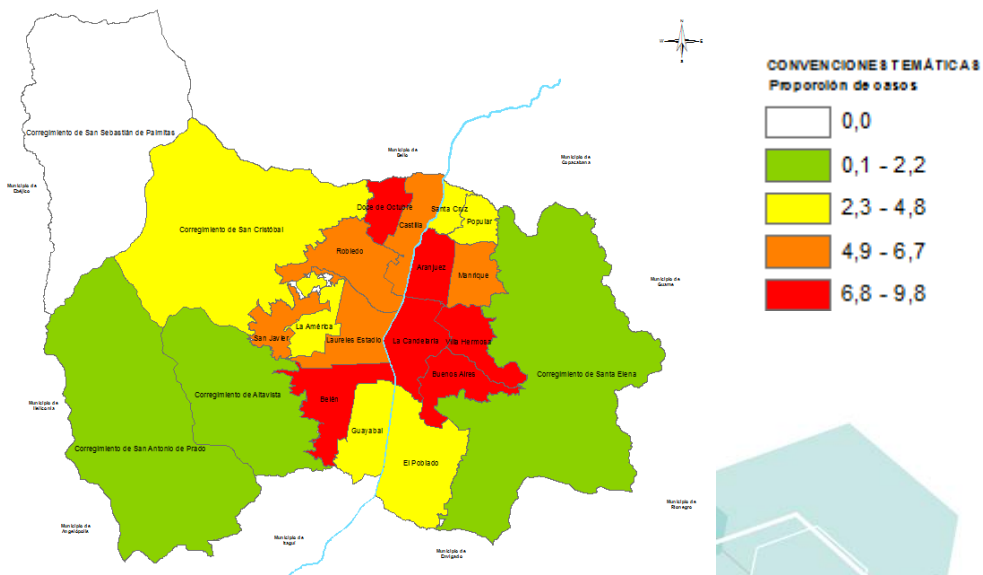 N
E
CONVENCIONES TEMÁTICAS
Proporción de casos
0,0
0,1 - 2,2
2,3 - 4,8
4,9 - 6,7
6,8 - 9,8
Corregimiento de San Sebastián de Palmitas
Municipio de
Bello
Municipio de
Copacabana
Municipio de
Ebéjico
Doce de Octubre
Santa Cruz
Popular
Castilla
Corregimiento de San Cristóbal
Robledo
Aranjuez
Manrique
Municipio de
Guarne
La América
San Javier
Laureles Estadio
La Candelaria
Villa Hermosa
Buenos Aires
Corregimiento de Santa Elena
Corregimiento de Altavista
Belén
Municipio de
Heliconia
Guayabal
Corregimiento de San Antonio de Prado
El Poblado
Municipio de
Rionegro
Municipio de
Angelópolis
Municipio de
Itagüí
Municipio de
Envigado